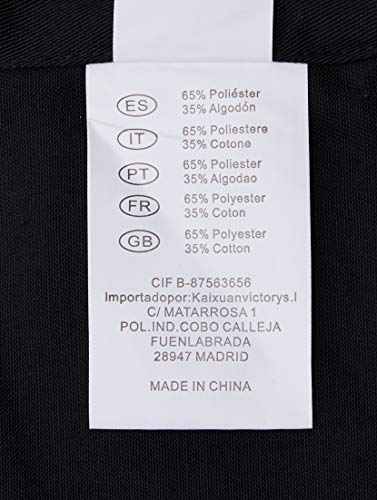 ES 65% Poliéster
35% Algodón
IT 65% Poliestere
35% Cotone
PT 65% Poliester
35% Algodao
FR 65% Polyester
35% Coton
GB 65% Polyester
35% Cotton
CIF B-87563656
Importadopor:Kaixuanvictorys.l
C/ MATARROSA 1
POL.IND.COBO CALLEJA
FUENLABRADA
28947 MADRID
MADE IN CHINA